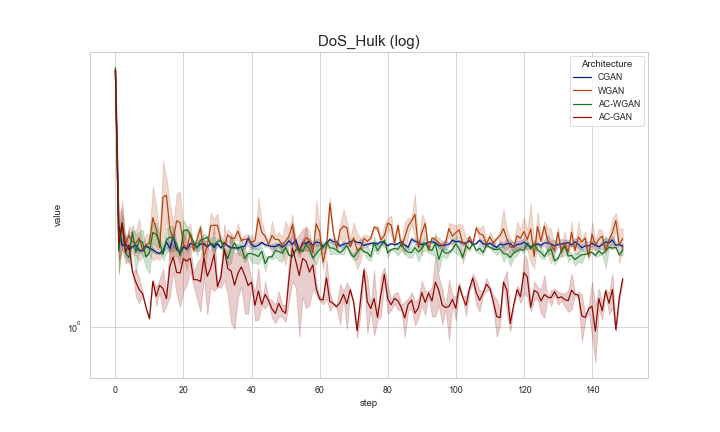 DoS_Hulk (log)
Architecture
CGAN
WGAN
AC-WGAN
AC-GAN
value
10⁰
0 20 40 60 80 100 120 140
step